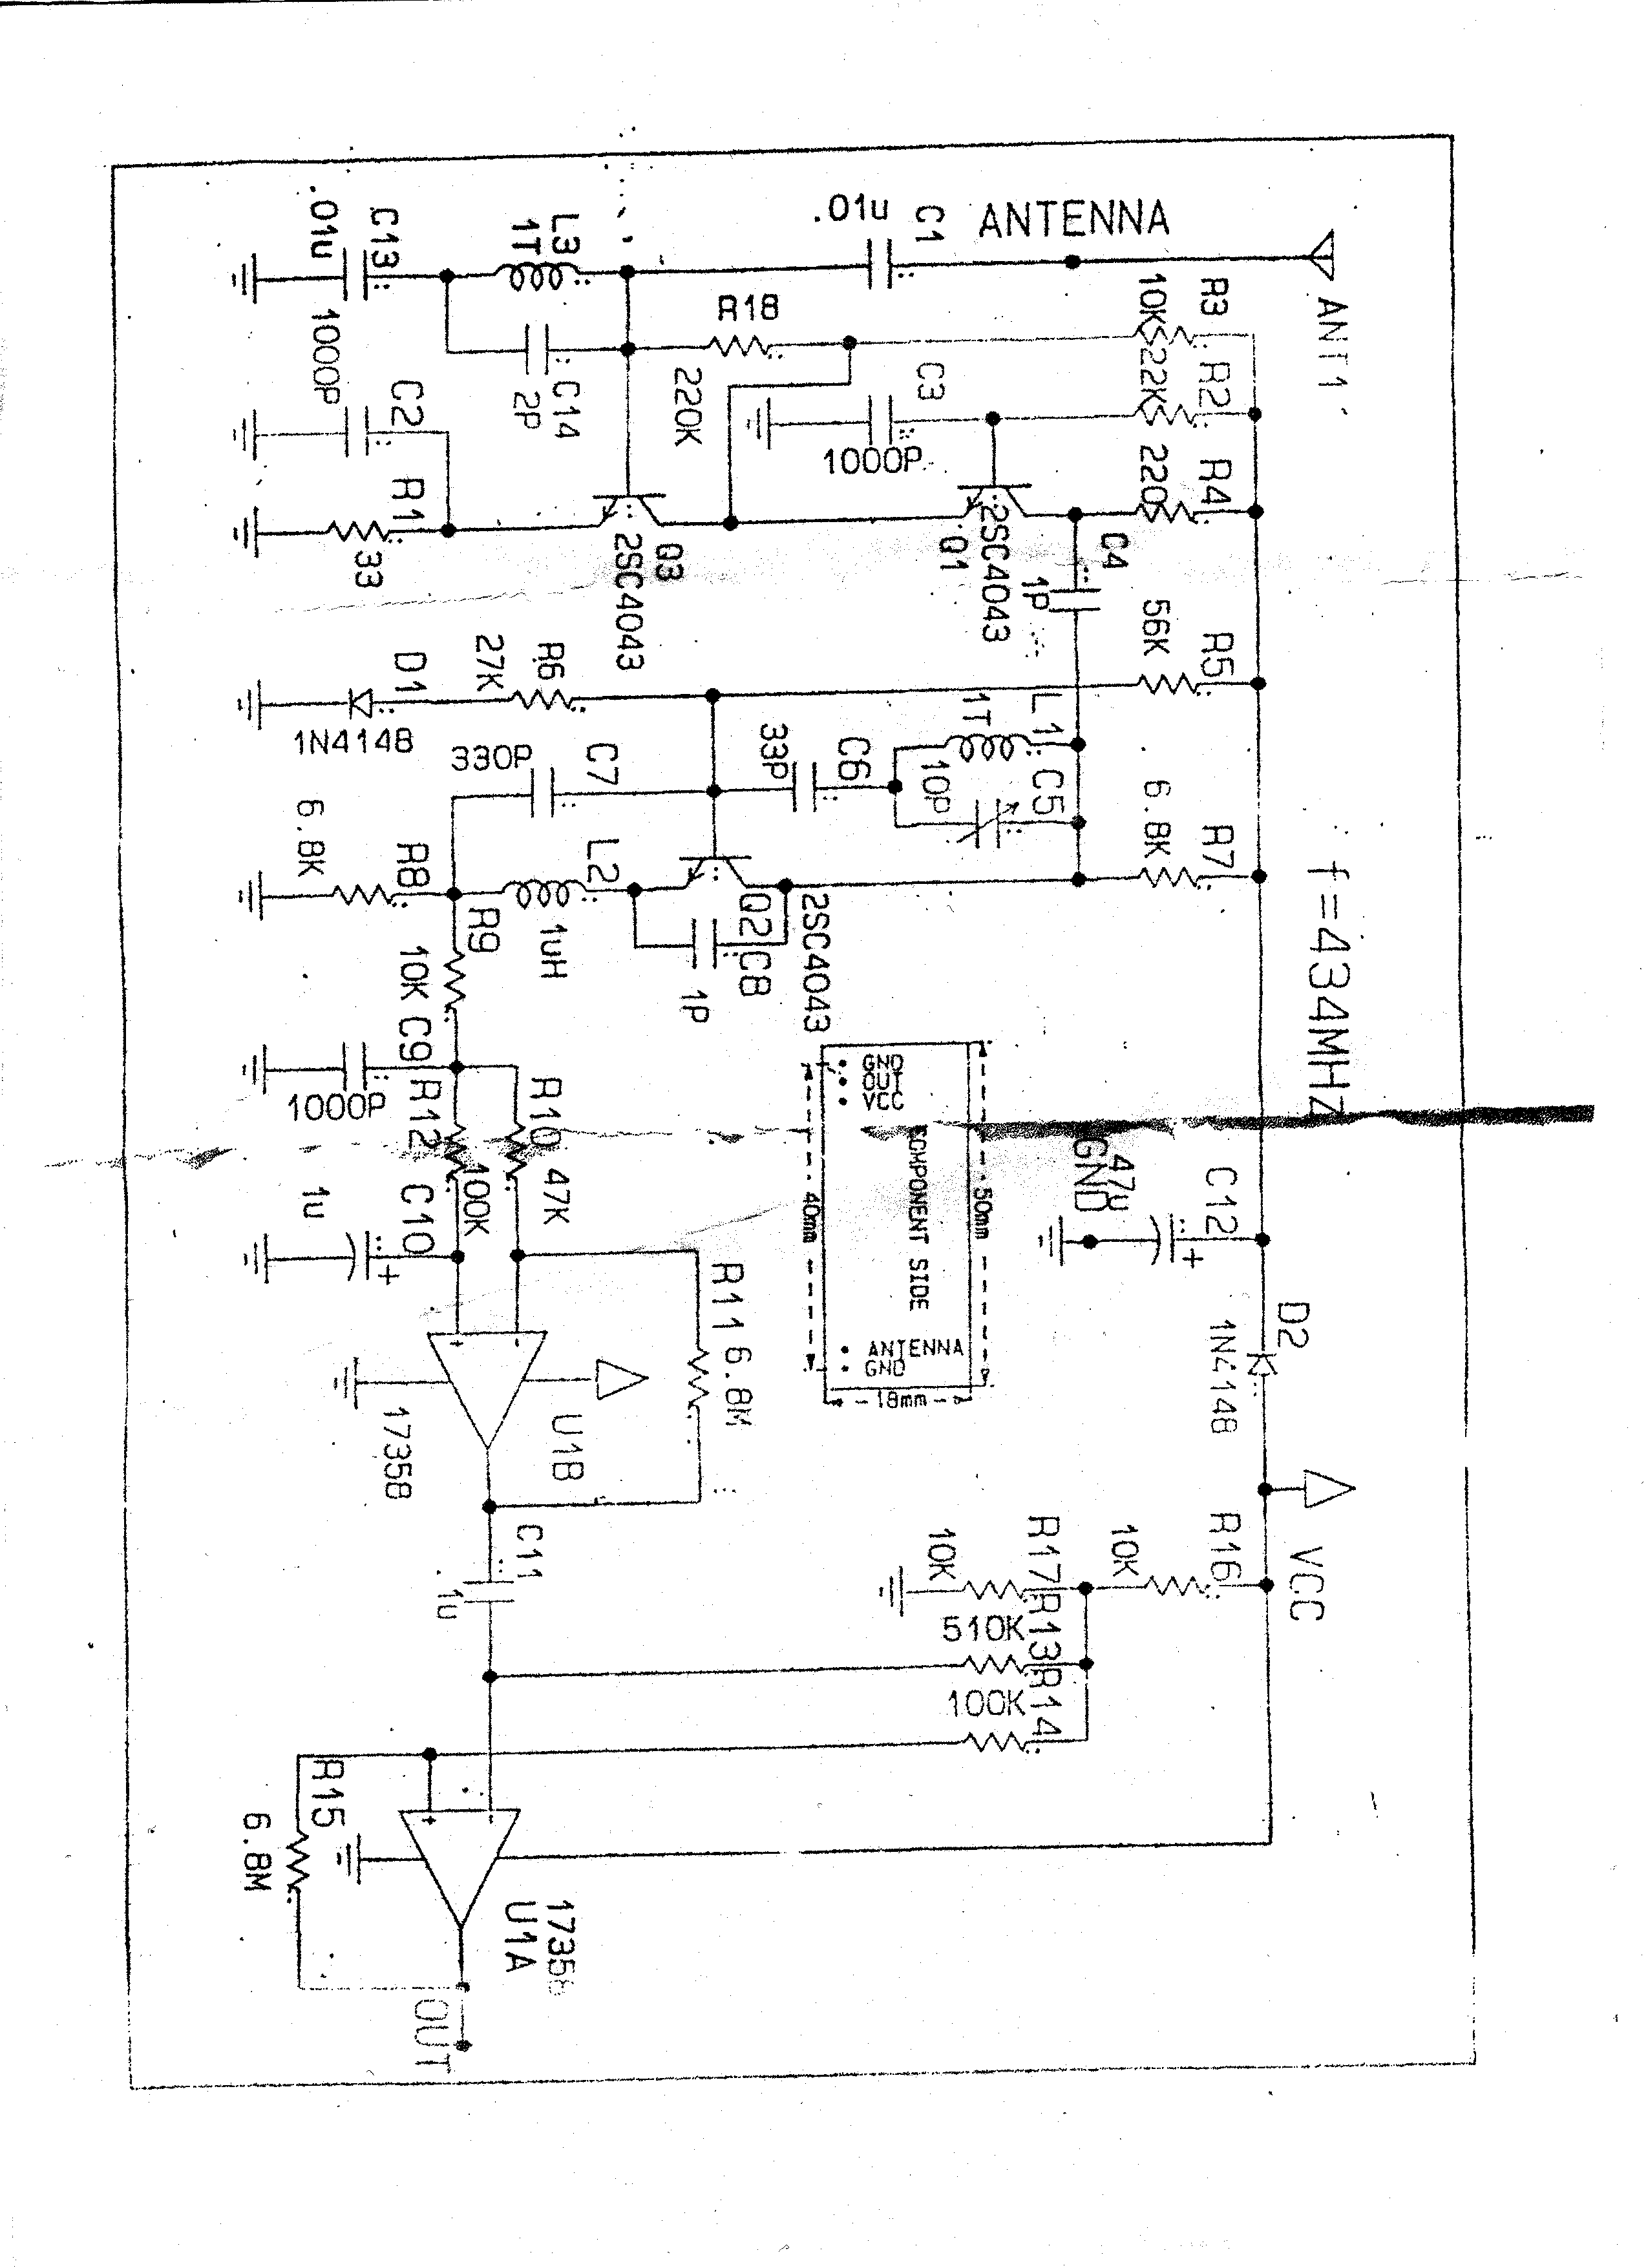 ANT1
ANTENNA
C1
.01u
R3
10K
R2
22K
R4
220
R18
220K
C3
1000P
L3
1T
C13
.01u
C14
2P
C2
1000P
R1
33
Q3
2SC4043
Q1
2SC4043
C4
1P
R5
56K
R6
27K
D1
1N4148
L1
1T
C5
10P
C6
33P
C7
330P
R7
6.8K
R8
6.8K
L2
1uH
Q2
2SC4043
C8
1P
R9
10K
C9
1000P
f=434MHZ
GND
OUT
VCC
COMPONENT SIDE
50mm
40mm
ANTENNA
GND
18mm
R10
47K
R12
100K
C10
1u
+
R11
6.8M
U1B
17358
C12
47u
+
GND
D2
1N4148
VCC
R16
10K
R17
10K
R13
510K
R14
100K
C11
1u
R15
6.8M
U1A
17358
OUT